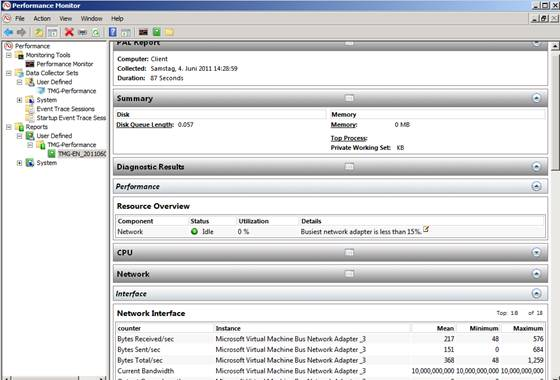 Performance Monitor
File Action View Window Help
Performance
Monitoring Tools
Performance Monitor
Data Collector Sets
User Defined
TMG-Performance
System
Event Trace Sessions
Startup Event Trace Sess
Reports
User Defined
TMG-Performance
TMG-EN_2011060
System
PAL Report
Computer: Client
Collected: Samstag, 4. Juni 2011 14:28:59
Duration: 87 Seconds
Summary
Disk Memory
Disk Queue Length: 0.057 Memory: 0 MB
Top Process:
Private Working Set: KB
Diagnostic Results
Performance
Resource Overview
Component Status Utilization Details
Network Idle 0 % Busiest network adapter is less than 15%.
CPU
Network
Interface
Network Interface Top: 18 of 18
counter Instance Mean Minimum Maximum
Bytes Received/sec Microsoft Virtual Machine Bus Network Adapter _3 217 48 576
Bytes Sent/sec Microsoft Virtual Machine Bus Network Adapter _3 151 0 684
Bytes Total/sec Microsoft Virtual Machine Bus Network Adapter _3 368 48 1,259
Current Bandwidth Microsoft Virtual Machine Bus Network Adapter _3 10,000,000,000 10,000,000,000 10,000,000,000